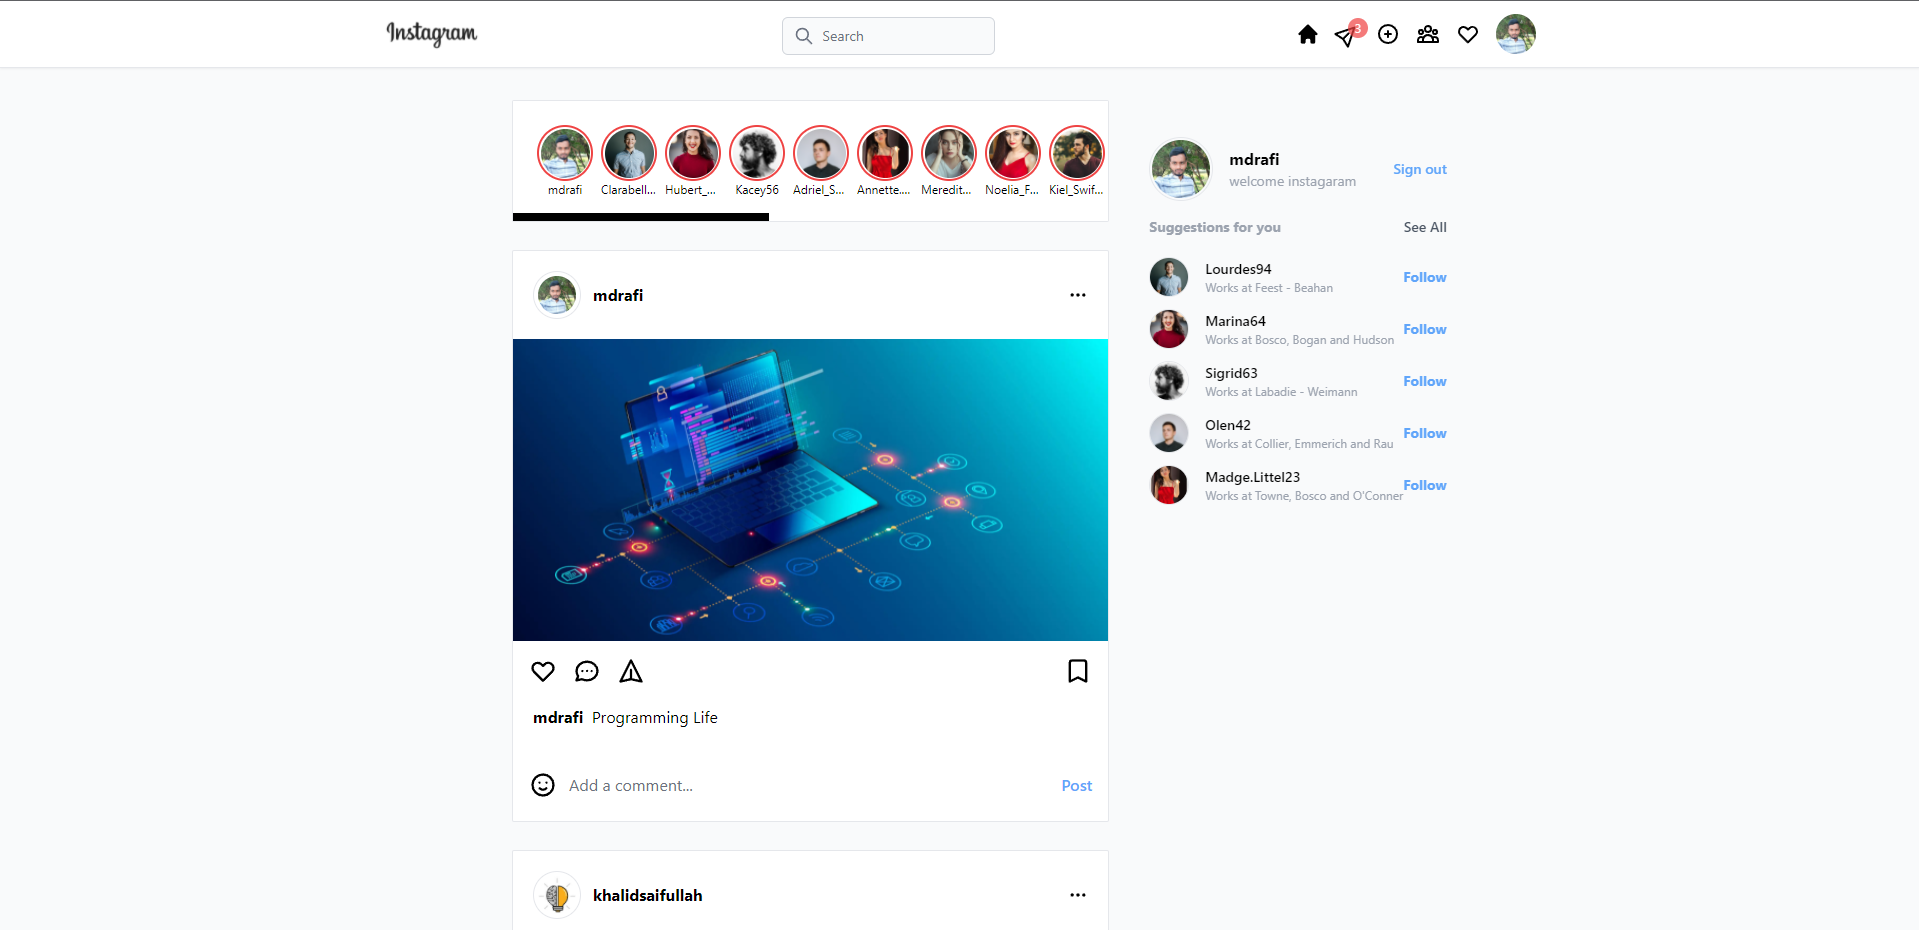 Instagram
Search
3
mdrafi
Clarabell...
Hubert_...
Kacey56
Adriel_S...
Annette....
Meredit...
Noelia_F...
Kiel_Swif...
mdrafi
welcome instagaram
Sign out
Suggestions for you
See All
Lourdes94
Works at Feest - Beahan
Follow
Marina64
Works at Bosco, Bogan and Hudson
Follow
Sigrid63
Works at Labadie - Weimann
Follow
Olen42
Works at Collier, Emmerich and Rau
Follow
Madge.Littel23
Works at Towne, Bosco and O'Conner
Follow
mdrafi
mdrafi Programming Life
Add a comment...
Post
khalidsaifullah